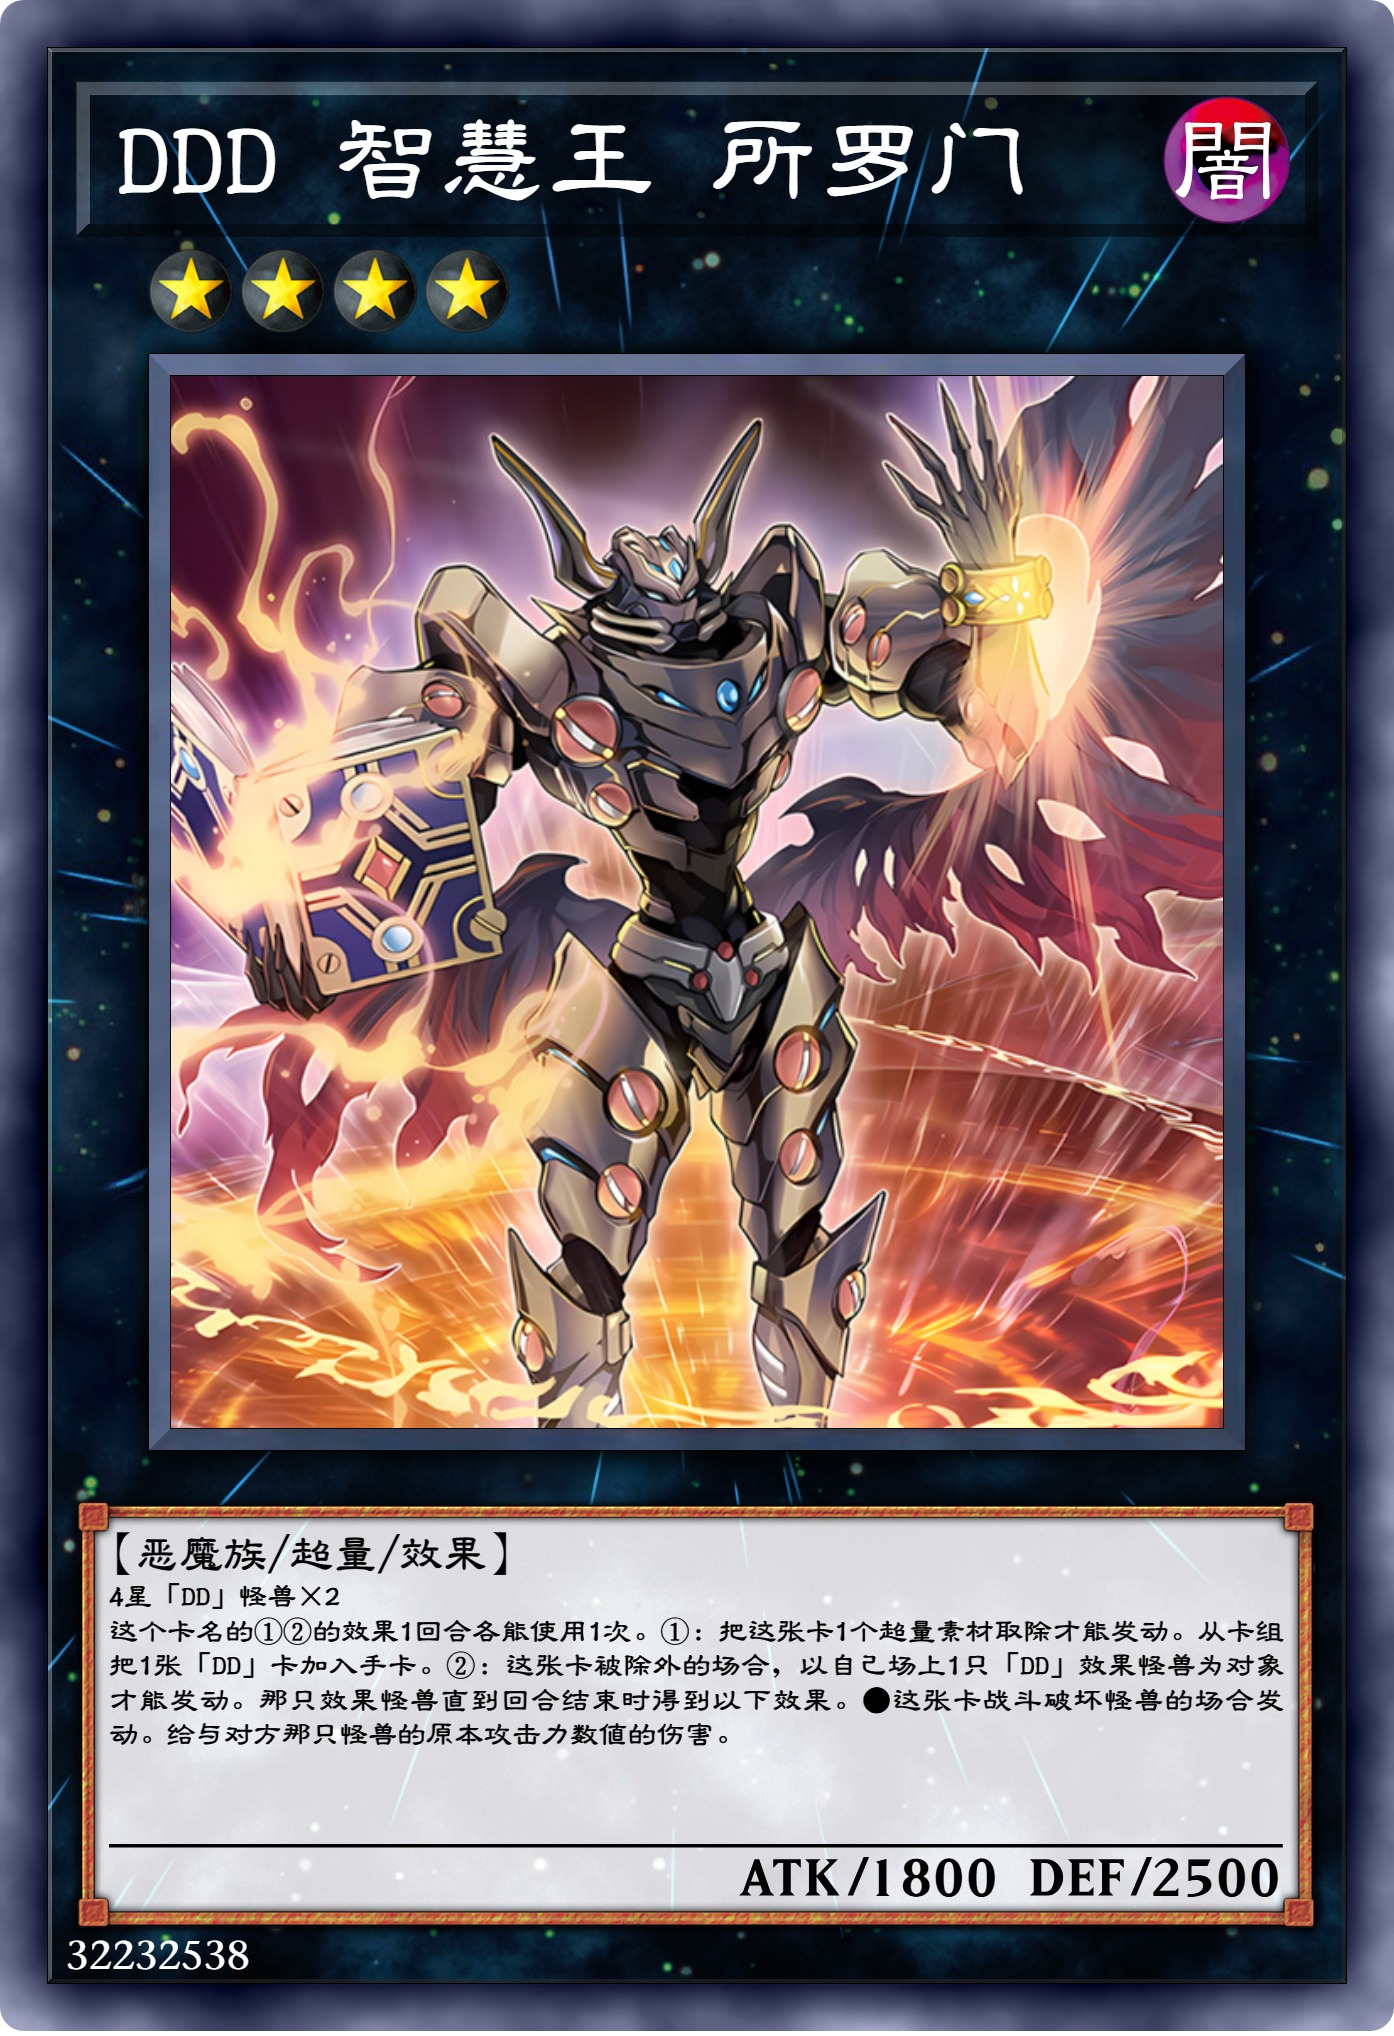 DDD 智慧王 所罗门
闇
【恶魔族/超量/效果】
4星「DD」怪兽×2
这个卡名的①②的效果1回合各能使用1次。①：把这张卡1个超量素材取除才能发动。从卡组
把1张「DD」卡加入手卡。②：这张卡被除外的场合，以自己场上1只「DD」效果怪兽为对象
才能发动。那只效果怪兽直到回合结束时得到以下效果。●这张卡战斗破坏怪兽的场合发
动。给与对方那只怪兽的原本攻击力数值的伤害。
ATK/1800 DEF/2500
32232538